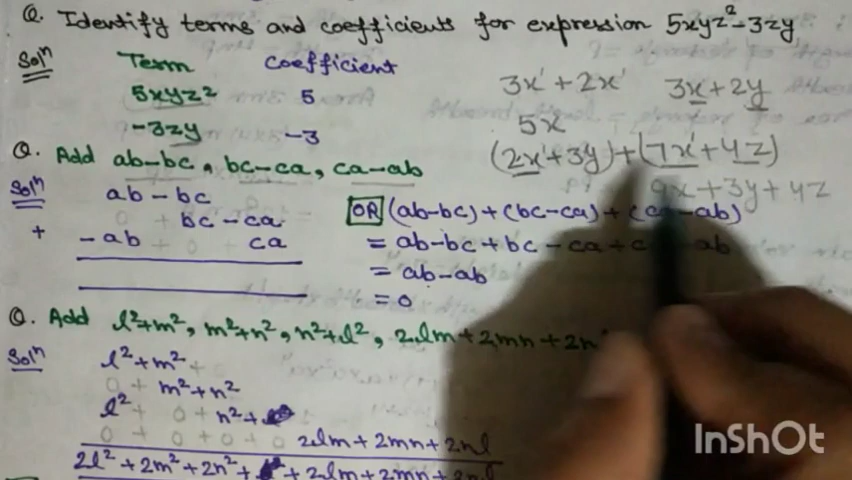 Q. Identify terms and coefficients for expression 5xyz² - 3zy
Solⁿ Term Coefficient
5xyz² 5
-3zy -3
3x' + 2x' 3x + 2y
5x
(2x' + 3y) + (7x' + 4z)
9x + 3y + 4z
Q. Add ab-bc, bc-ca, ca-ab
Solⁿ ab - bc
bc - ca
+ -ab ca
OR (ab-bc) + (bc-ca) + (ca-ab)
= ab-bc+bc-ca+c ab
= ab-ab
= 0
Q. Add l²+m², m²+n², n²+l², 2lm+2mn+2n
Solⁿ l²+m² +
0 + m²+n²
l² + 0 + n² +
0 + 0 + 0 + 0 2lm+2mn+2nl
2l²+2m²+2n²+ + 2lm+2mn+2nl
InShOt